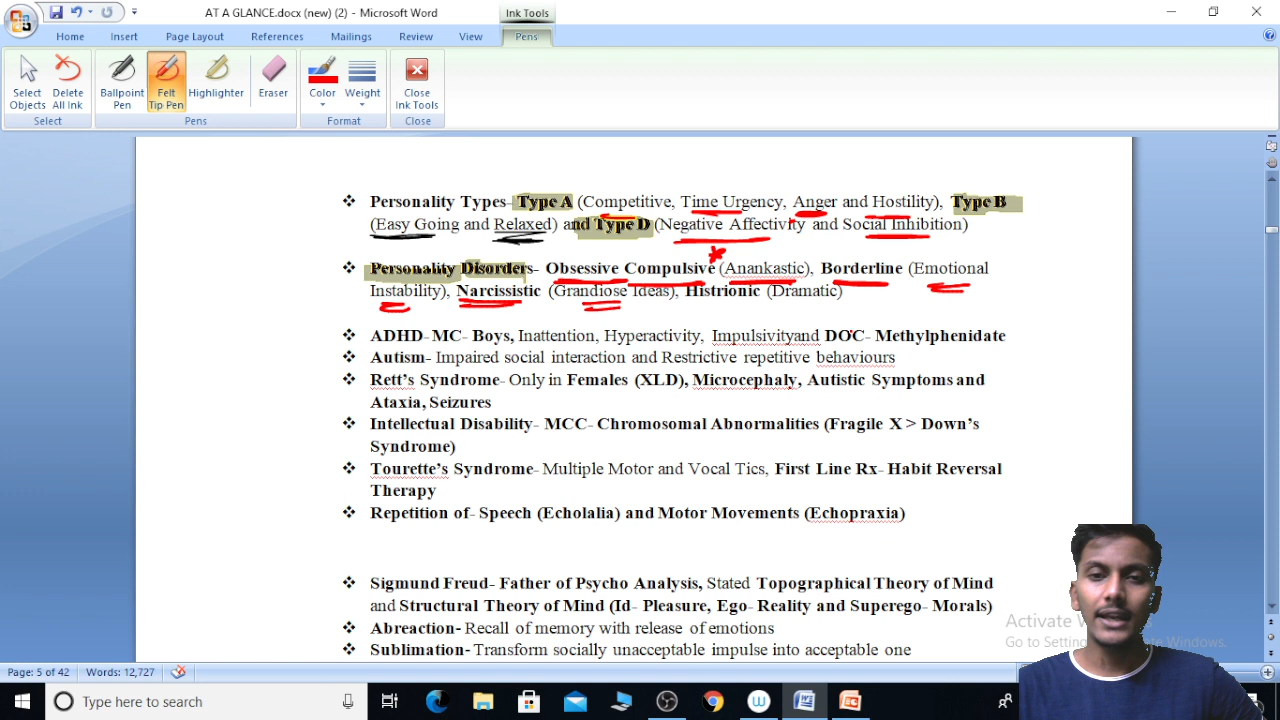 AT A GLANCE.docx (new) (2) - Microsoft Word
Ink Tools
Home Insert Page Layout References Mailings Review View Pens
Select Objects
Delete All Ink
Ballpoint Pen
Felt Tip Pen
Highlighter
Eraser
Color
Weight
Close Ink Tools
Select Pens Format Close
❖ Personality Types- Type A (Competitive, Time Urgency, Anger and Hostility), Type B
(Easy Going and Relaxed) and Type D (Negative Affectivity and Social Inhibition)
❖ Personality Disorders- Obsessive Compulsive (Anankastic), Borderline (Emotional
Instability), Narcissistic (Grandiose Ideas), Histrionic (Dramatic)
❖ ADHD- MC- Boys, Inattention, Hyperactivity, Impulsivityand DOC- Methylphenidate
❖ Autism- Impaired social interaction and Restrictive repetitive behaviours
❖ Rett's Syndrome- Only in Females (XLD), Microcephaly, Autistic Symptoms and
Ataxia, Seizures
❖ Intellectual Disability- MCC- Chromosomal Abnormalities (Fragile X > Down's
Syndrome)
❖ Tourette's Syndrome- Multiple Motor and Vocal Tics, First Line Rx- Habit Reversal
Therapy
❖ Repetition of- Speech (Echolalia) and Motor Movements (Echopraxia)
❖ Sigmund Freud- Father of Psycho Analysis, Stated Topographical Theory of Mind
and Structural Theory of Mind (Id- Pleasure, Ego- Reality and Superego- Morals)
❖ Abreaction- Recall of memory with release of emotions
❖ Sublimation- Transform socially unacceptable impulse into acceptable one
Activate
Go to Windows.
Page: 5 of 42 Words: 12,727
Type here to search